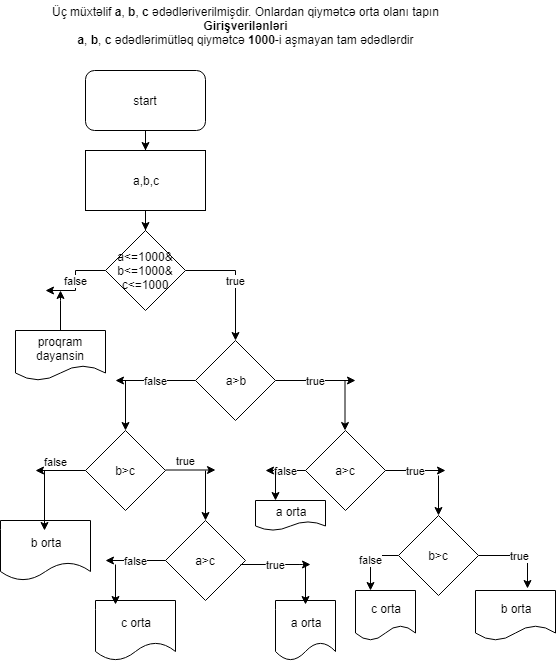 Üç müxtəlif a, b, c ədədləriverilmişdir. Onlardan qiymətcə orta olanı tapın
Girişverilənləri
a, b, c ədədlərimütləq qiymətcə 1000-i aşmayan tam ədədlərdir
start
a,b,c
a<=1000&
b<=1000&
c<=1000
false
true
proqram
dayansin
a>b
false
true
b>c
false
true
a>c
false
true
b orta
a orta
a>c
false
true
b>c
false
true
c orta
a orta
c orta
b orta